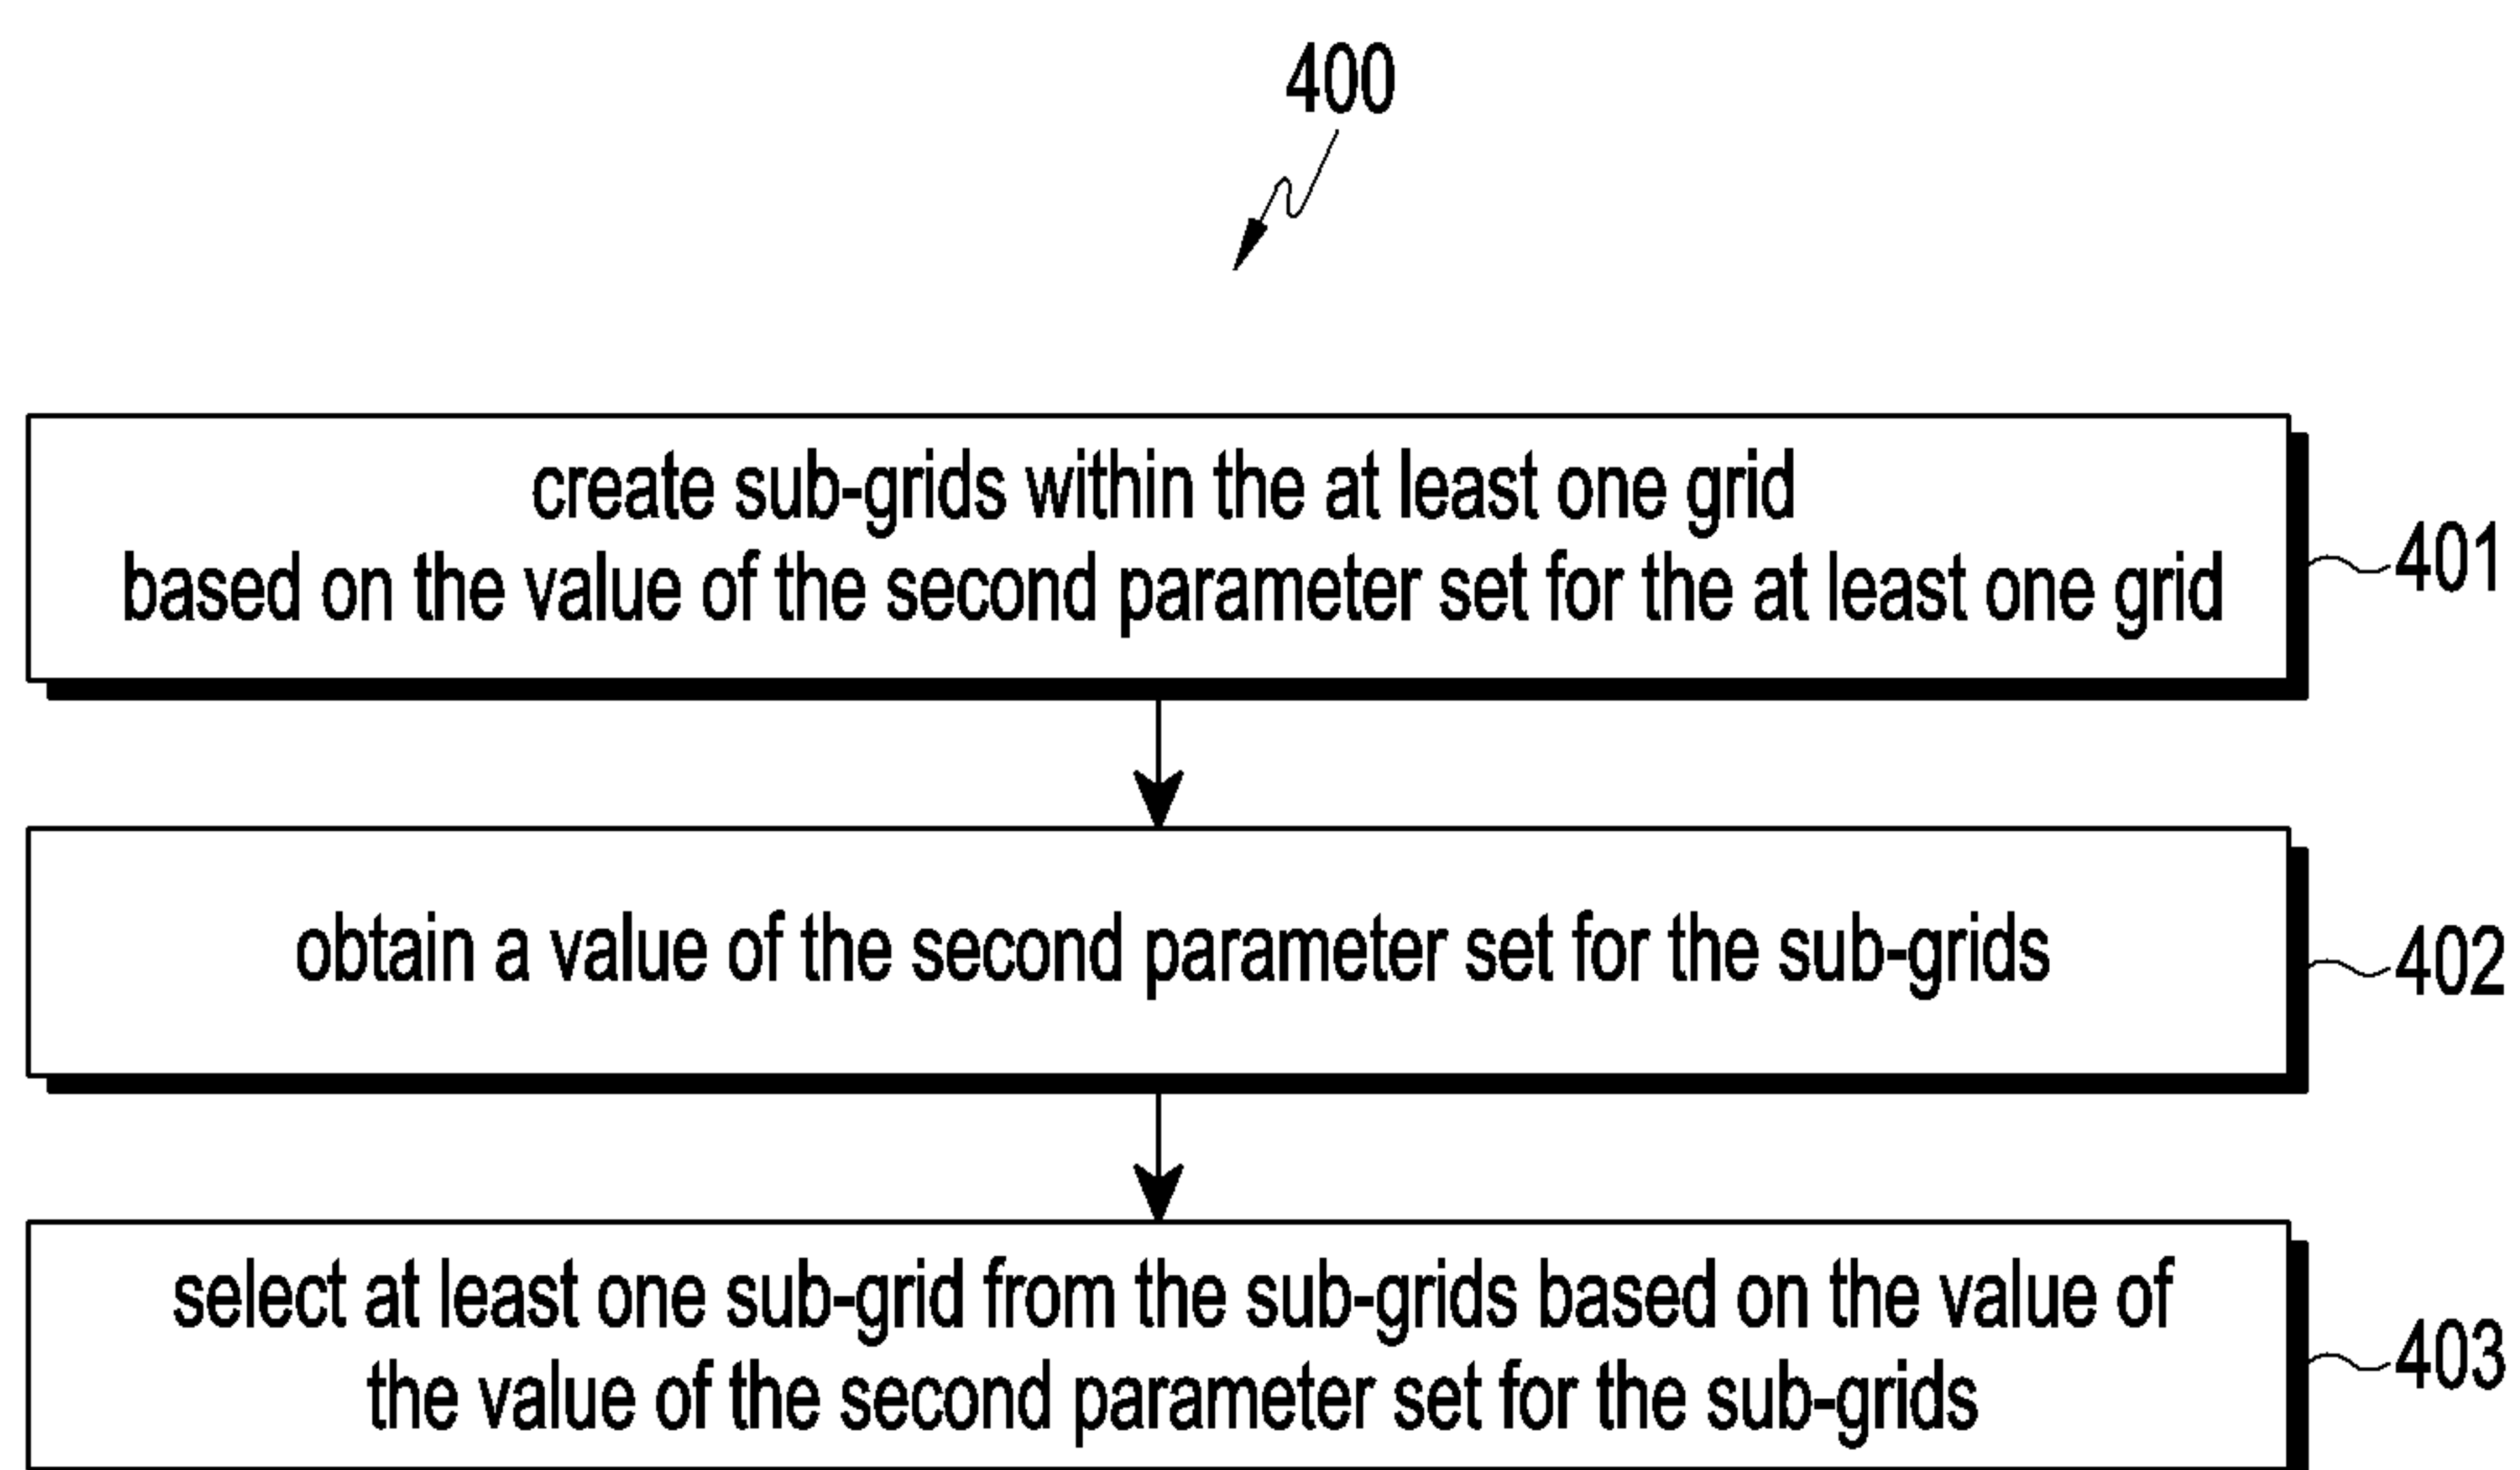 400
create sub-grids within the at least one grid
based on the value of the second parameter set for the at least one grid
401
obtain a value of the second parameter set for the sub-grids
402
select at least one sub-grid from the sub-grids based on the value of
the value of the second parameter set for the sub-grids
403